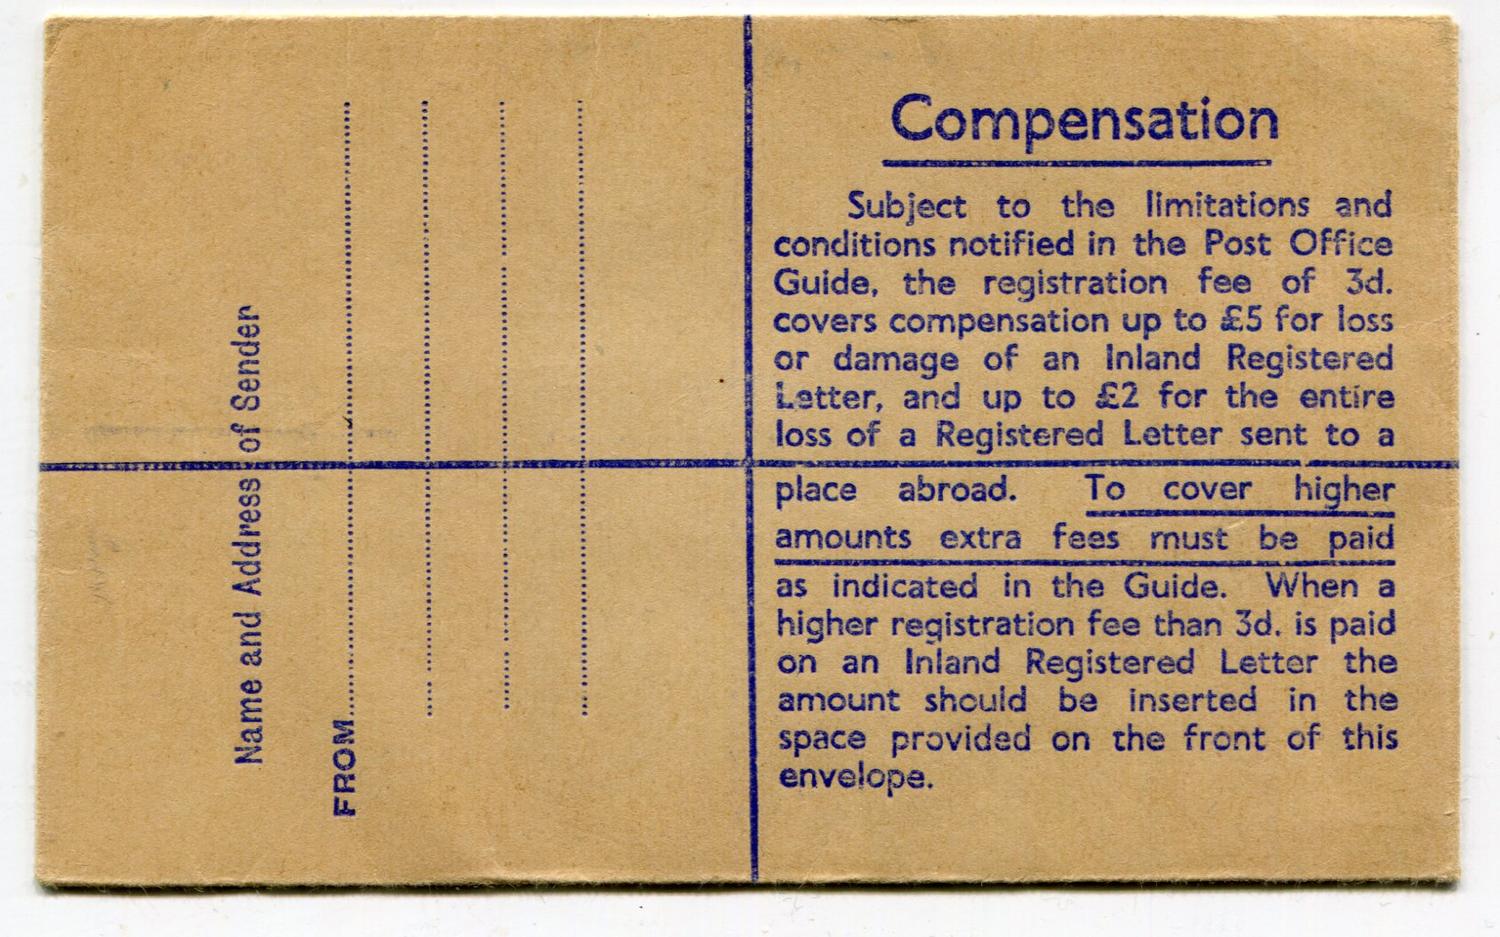 Name and Address of Sender
FROM
Compensation
Subject to the limitations and
conditions notified in the Post Office
Guide, the registration fee of 3d.
covers compensation up to £5 for loss
or damage of an Inland Registered
Letter, and up to £2 for the entire
loss of a Registered Letter sent to a
place abroad. To cover higher
amounts extra fees must be paid
as indicated in the Guide. When a
higher registration fee than 3d. is paid
on an Inland Registered Letter the
amount should be inserted in the
space provided on the front of this
envelope.